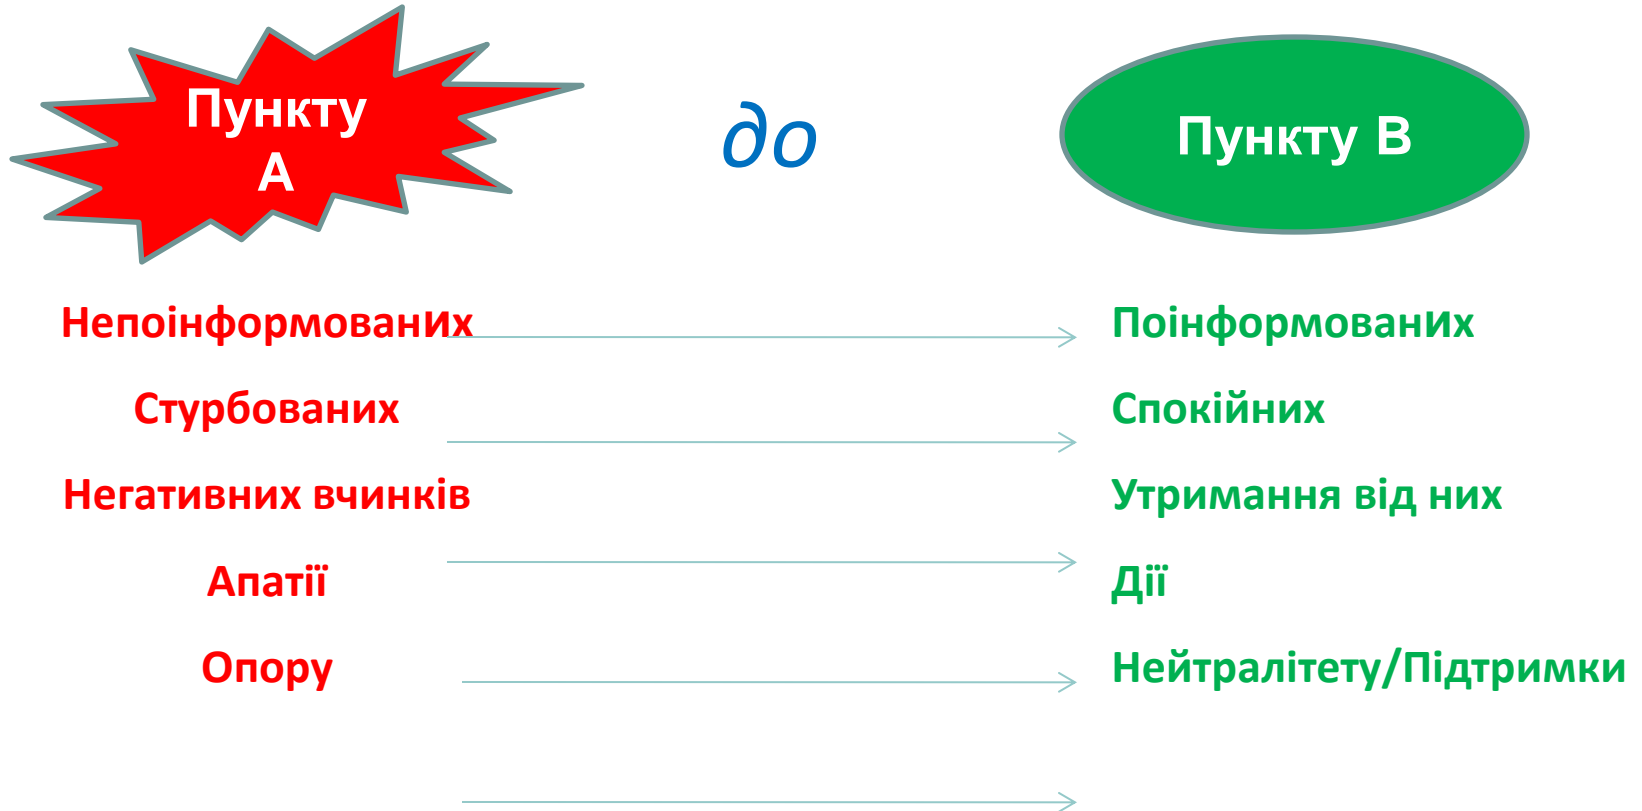 Пункту
А
до
Пункту В
Непоінформованих
Поінформованих
Стурбованих
Спокійних
Негативних вчинків
Утримання від них
Апатії
Дії
Опору
Нейтралітету/Підтримки